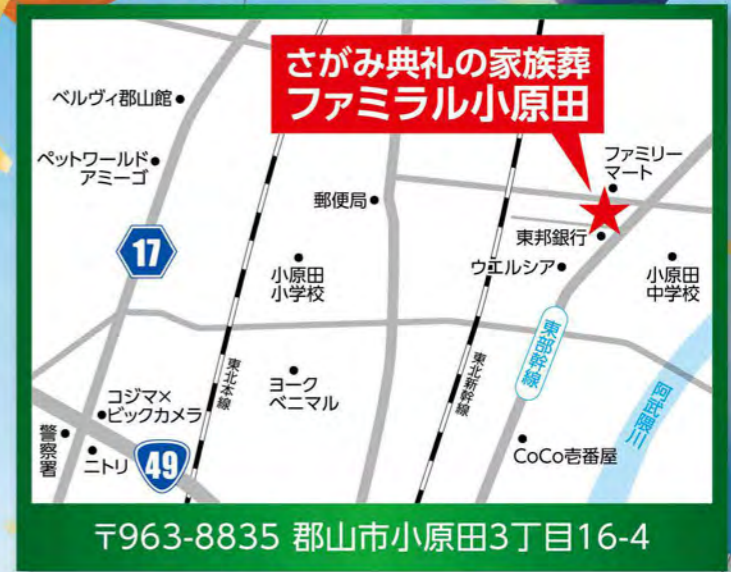 さがみ典礼の家族葬
ファミラル小原田
ベルヴィ郡山館
ペットワールド
アミーゴ
ファミリー
マート
郵便局
東邦銀行
17
小原田
小学校
ウエルシア
小原田
中学校
東部幹線
東北本線
東北新幹線
阿武隈川
ヨーク
ベニマル
コジマ×
ビックカメラ
警察署
ニトリ
49
CoCo壱番屋
〒963-8835 郡山市小原田3丁目16-4